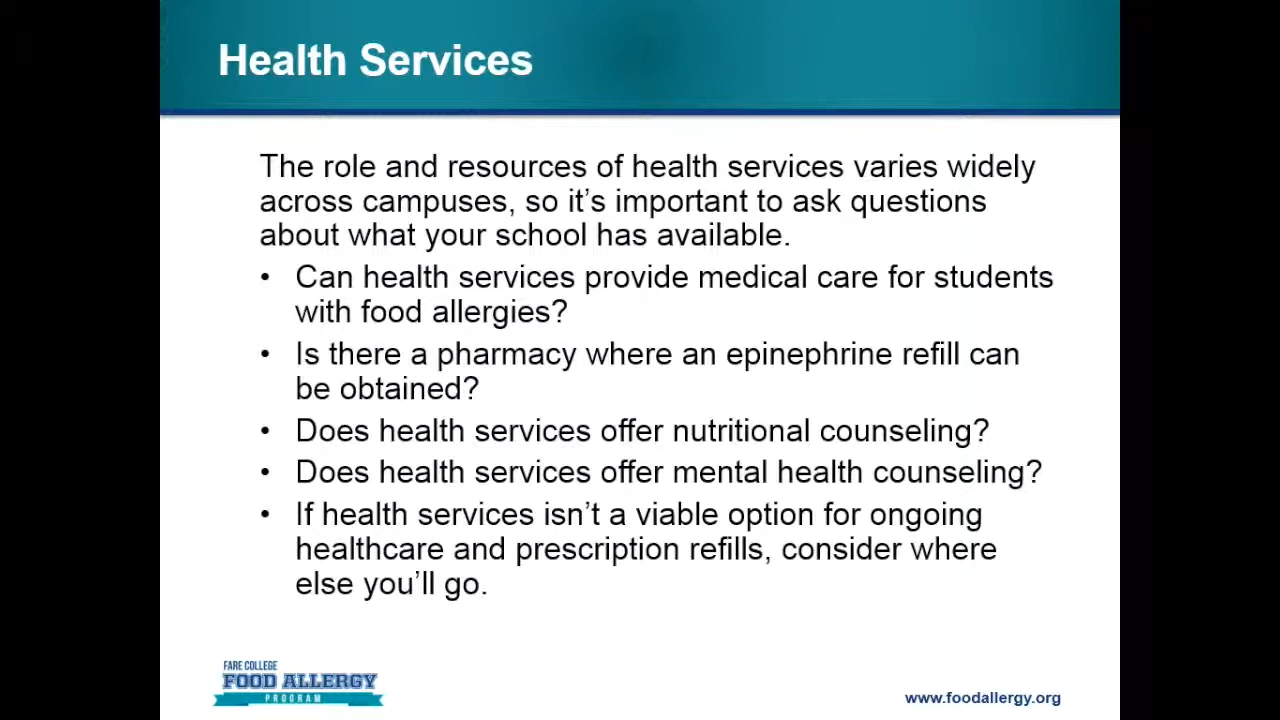 Health Services
The role and resources of health services varies widely
across campuses, so it’s important to ask questions
about what your school has available.
• Can health services provide medical care for students
with food allergies?
• Is there a pharmacy where an epinephrine refill can
be obtained?
• Does health services offer nutritional counseling?
• Does health services offer mental health counseling?
• If health services isn’t a viable option for ongoing
healthcare and prescription refills, consider where
else you’ll go.
FARE COLLEGE
FOOD ALLERGY
PROGRAM
www.foodallergy.org